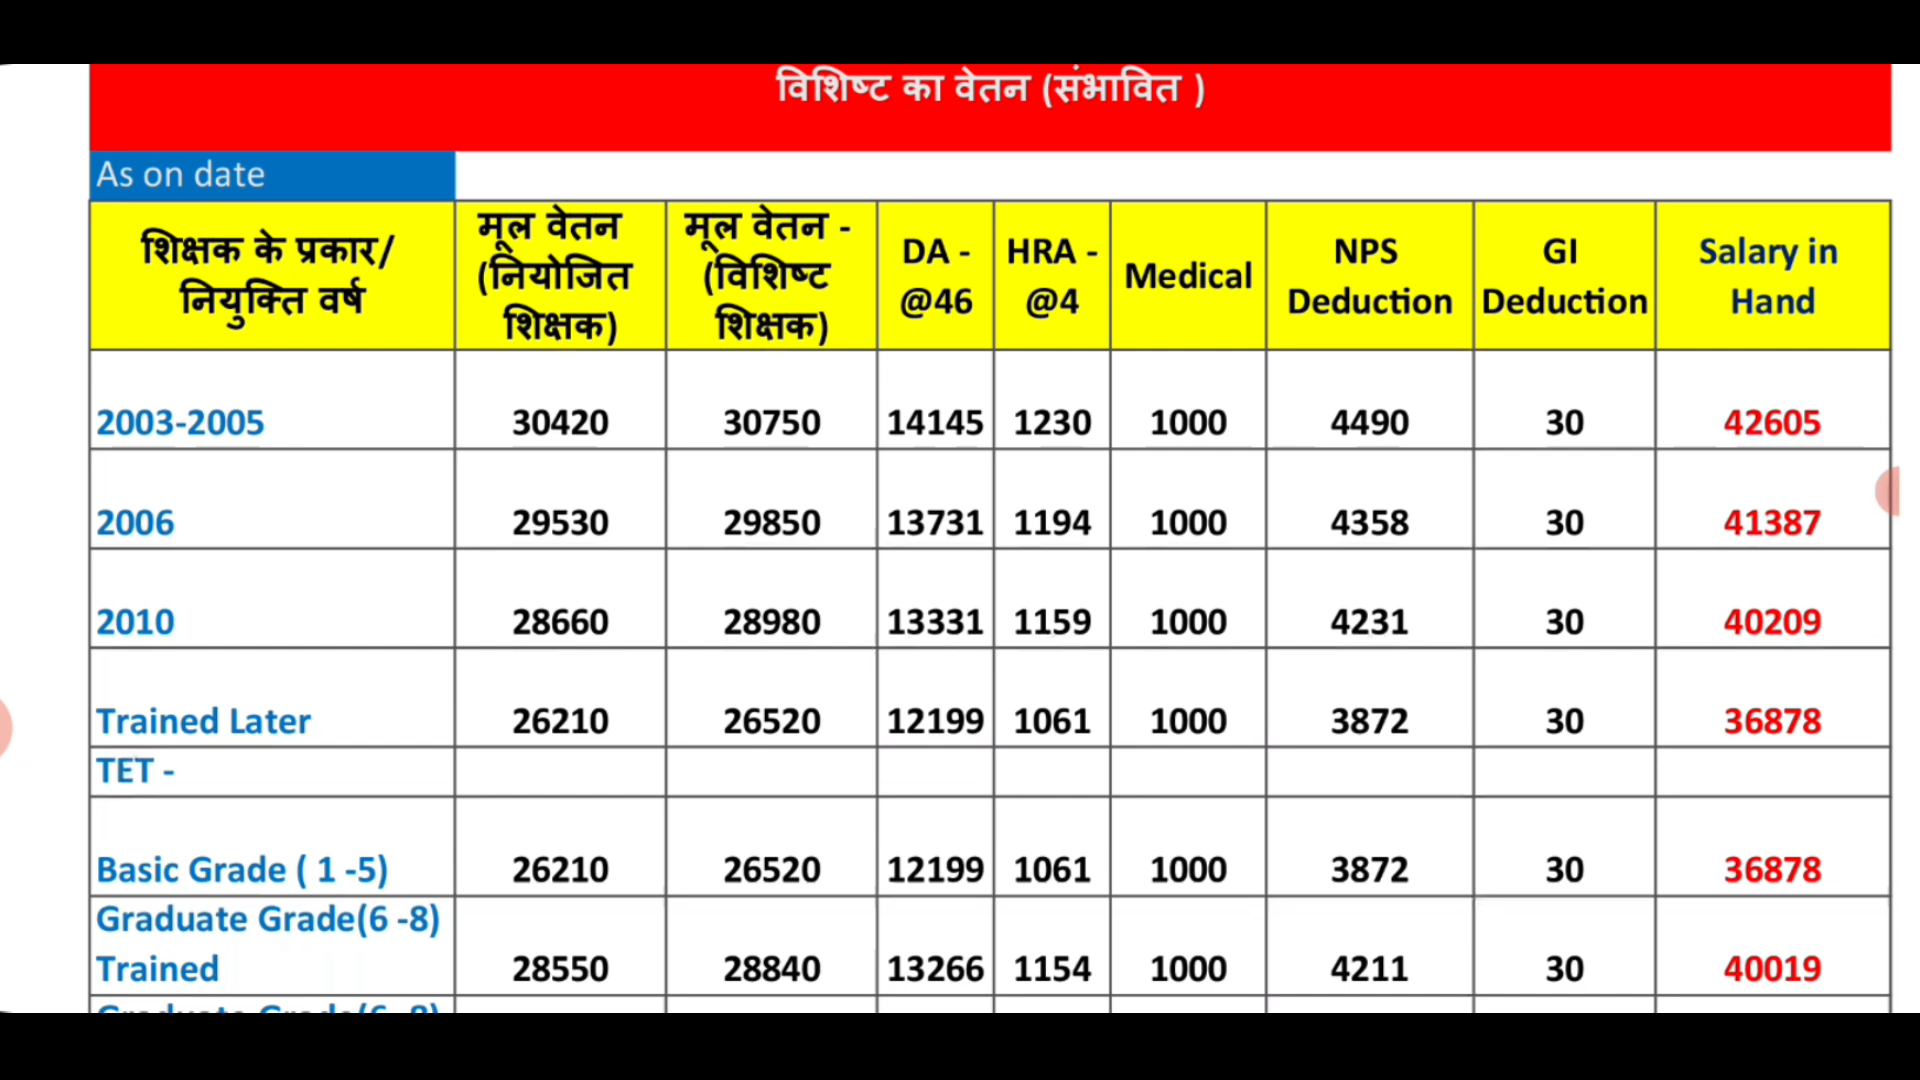 विशिष्ट का वेतन (संभावित )
As on date
शिक्षक के प्रकार/ नियुक्ति वर्ष | मूल वेतन (नियोजित शिक्षक) | मूल वेतन - (विशिष्ट शिक्षक) | DA - @46 | HRA - @4 | Medical | NPS Deduction | GI Deduction | Salary in Hand
2003-2005 30420 30750 14145 1230 1000 4490 30 42605
2006 29530 29850 13731 1194 1000 4358 30 41387
2010 28660 28980 13331 1159 1000 4231 30 40209
Trained Later 26210 26520 12199 1061 1000 3872 30 36878
TET -
Basic Grade ( 1 -5) 26210 26520 12199 1061 1000 3872 30 36878
Graduate Grade(6 -8)
Trained 28550 28840 13266 1154 1000 4211 30 40019
Graduate Grade(6 -8)